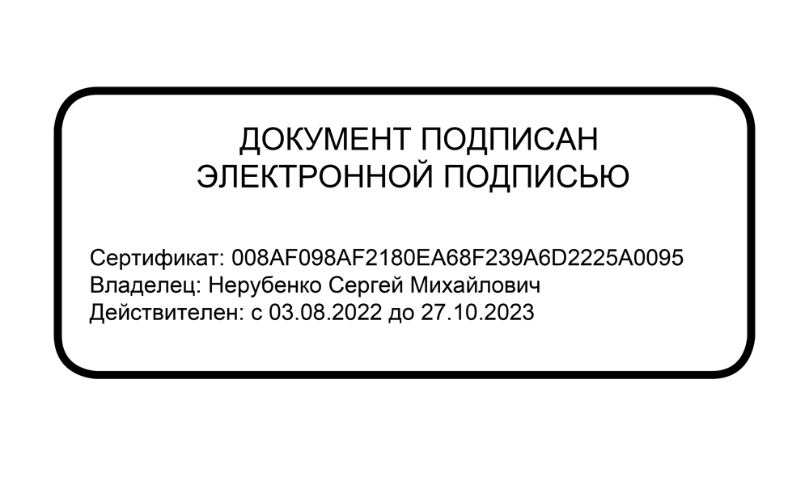 ДОКУМЕНТ ПОДПИСАН
ЭЛЕКТРОННОЙ ПОДПИСЬЮ
Сертификат: 008AF098AF2180EA68F239A6D2225A0095
Владелец: Нерубенко Сергей Михайлович
Действителен: с 03.08.2022 до 27.10.2023